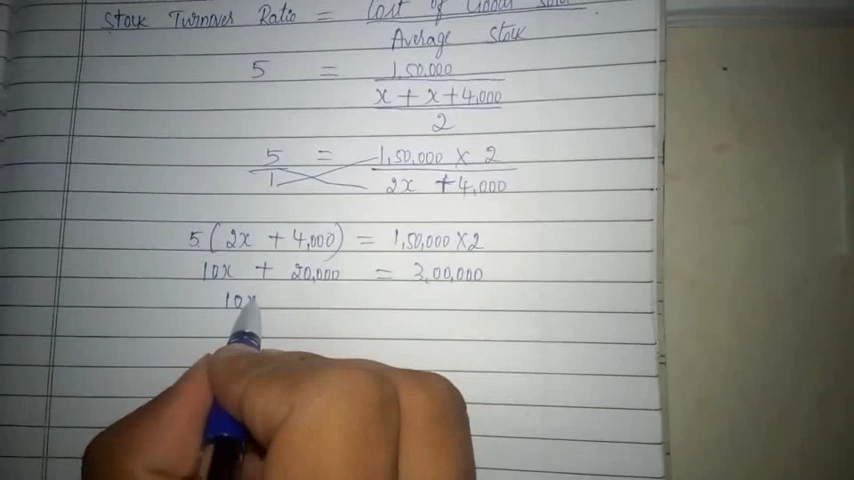 Stock Turnover Ratio = Cost of Goods Sold
Average Stock
5 = 1,50,000
x + x + 4,000
2
5 = 1,50,000 x 2
1 2x + 4,000
5 ( 2x + 4,000 ) = 1,50,000 x 2
10x + 20,000 = 3,00,000
10x